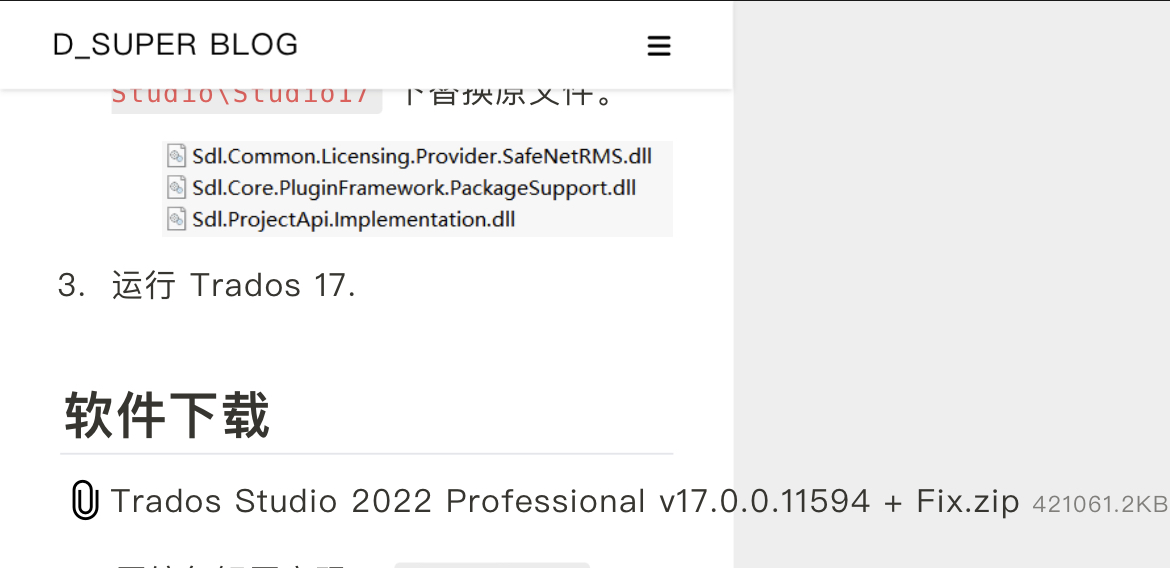 D_SUPER BLOG
Studio\Studio17 下替换原文件。
Sdl.Common.Licensing.Provider.SafeNetRMS.dll
Sdl.Core.PluginFramework.PackageSupport.dll
Sdl.ProjectApi.Implementation.dll
3. 运行 Trados 17.
软件下载
Trados Studio 2022 Professional v17.0.0.11594 + Fix.zip 421061.2KB